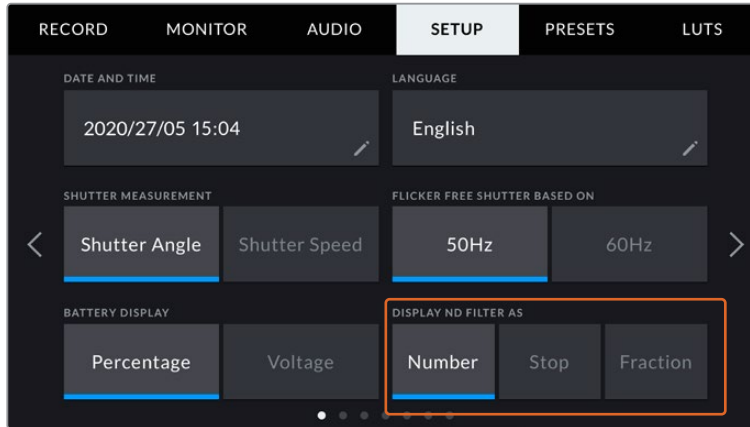 RECORD MONITOR AUDIO SETUP PRESETS LUTS
DATE AND TIME LANGUAGE
2020/27/05 15:04 English
SHUTTER MEASUREMENT FLICKER FREE SHUTTER BASED ON
Shutter Angle Shutter Speed 50Hz 60Hz
BATTERY DISPLAY DISPLAY ND FILTER AS
Percentage Voltage Number Stop Fraction